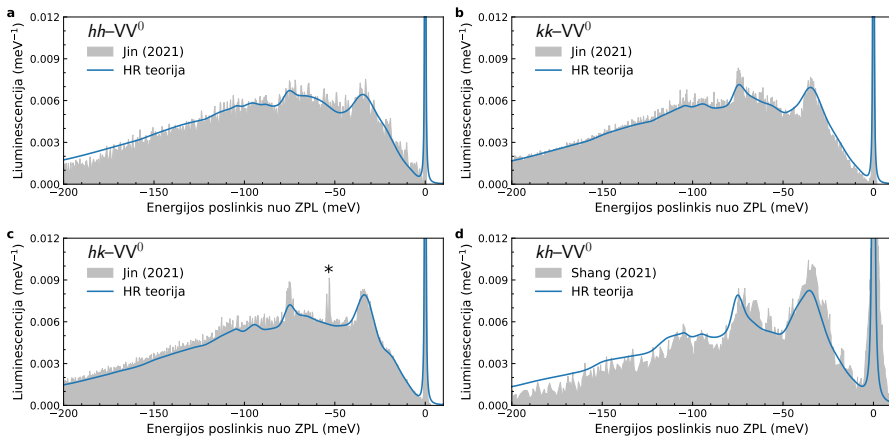 a
hh–VV⁰
Jin (2021)
HR teorija
Liuminescencija (meV⁻¹)
0.012
0.009
0.006
0.003
0.000
−200 −150 −100 −50 0
Energijos poslinkis nuo ZPL (meV)
b
kk–VV⁰
Jin (2021)
HR teorija
Liuminescencija (meV⁻¹)
0.012
0.009
0.006
0.003
0.000
−200 −150 −100 −50 0
Energijos poslinkis nuo ZPL (meV)
c
hk–VV⁰
Jin (2021)
HR teorija
*
Liuminescencija (meV⁻¹)
0.012
0.009
0.006
0.003
0.000
−200 −150 −100 −50 0
Energijos poslinkis nuo ZPL (meV)
d
kh–VV⁰
Shang (2021)
HR teorija
Liuminescencija (meV⁻¹)
0.012
0.009
0.006
0.003
0.000
−200 −150 −100 −50 0
Energijos poslinkis nuo ZPL (meV)